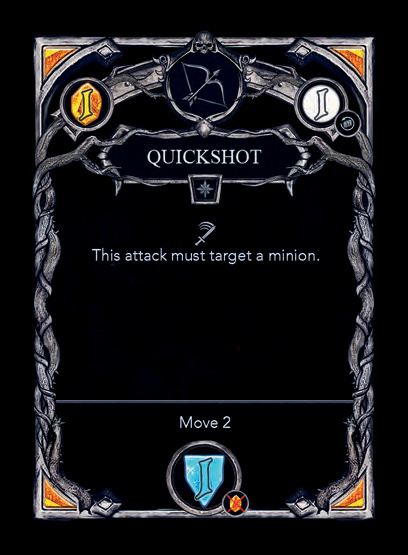 I I
QUICKSHOT
This attack must target a minion.
Move 2
I